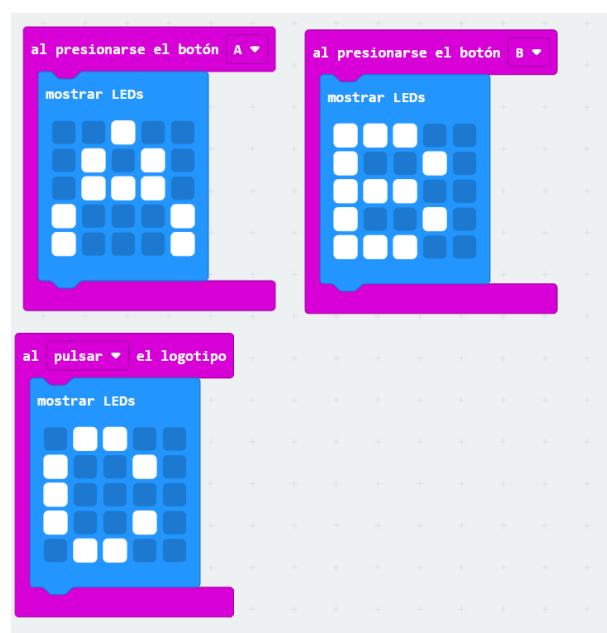 al presionarse el botón A
mostrar LEDs
al presionarse el botón B
mostrar LEDs
al pulsar el logotipo
mostrar LEDs